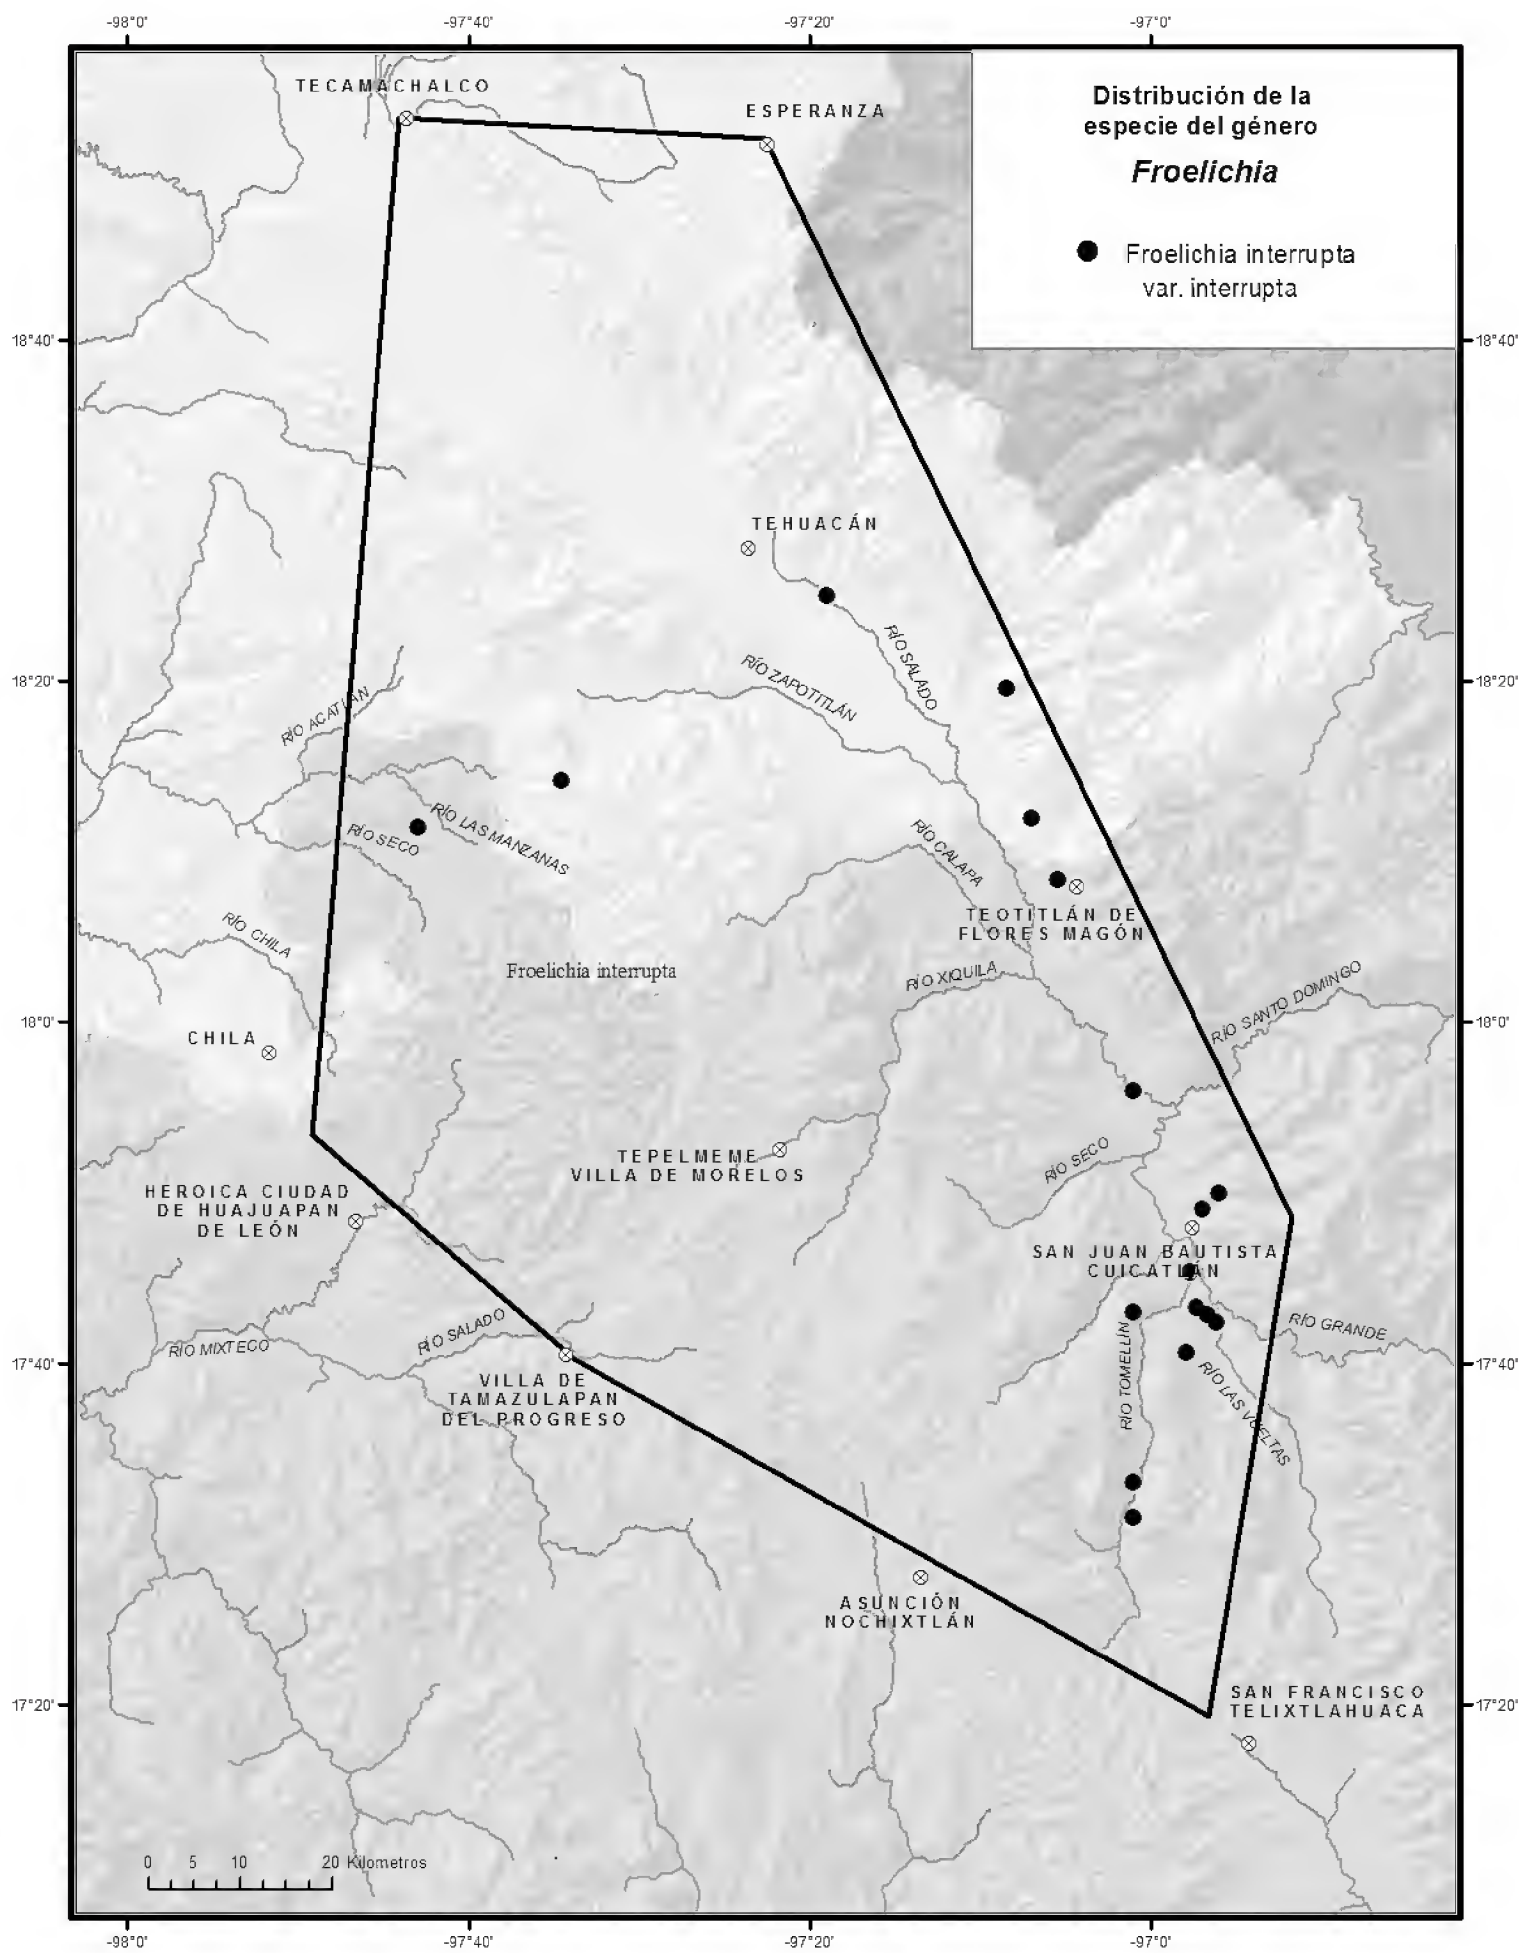 -98°0'
-97°40'
-97°20'
-97°0'
TECAMACHALCO
ESPERANZA
Distribución de la
especie del género
Froelichia
Froelichia interrupta
var. interrupta
18°40'
18°40'
TEHUACÁN
RÍO SALADO
RÍO ZAPOTITLÁN
18°20'
18°20'
RÍO ACATLÁN
RÍO LAS MANZANAS
RÍO SECO
RÍO CALAPA
TEOTITLÁN DE
FLORES MAGÓN
RÍO CHILA
Froelichia interrupta
RÍO XIQUILA
RÍO SANTO DOMINGO
18°0'
18°0'
CHILA
TEPELMEME
VILLA DE MORELOS
RÍO SECO
HEROICA CIUDAD
DE HUAJUAPAN
DE LEÓN
SAN JUAN BAUTISTA
CUICATLÁN
RÍO SALADO
RÍO MIXTECO
RÍO GRANDE
17°40'
17°40'
VILLA DE
TAMAZULAPAN
DEL PROGRESO
RÍO TOMELLÍN
RÍO LAS VUELTAS
ASUNCIÓN
NOCHIXTLÁN
17°20'
17°20'
SAN FRANCISCO
TELIXTLAHUACA
0 5 10 20 Kilometros
-98°0'
-97°40'
-97°20'
-97°0'